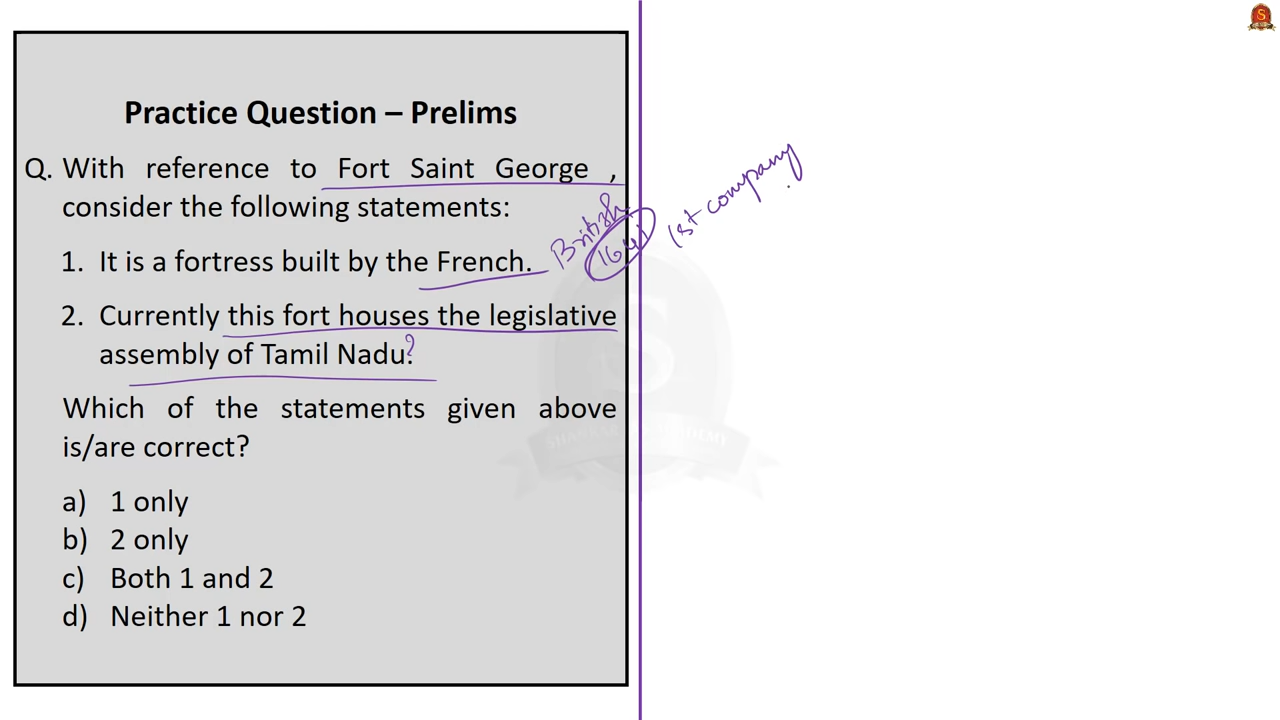 Practice Question – Prelims
Q. With reference to Fort Saint George ,
consider the following statements:
1. It is a fortress built by the French.
British
1641
1st company
2. Currently this fort houses the legislative
assembly of Tamil Nadu.
?
Which of the statements given above
is/are correct?
a) 1 only
b) 2 only
c) Both 1 and 2
d) Neither 1 nor 2